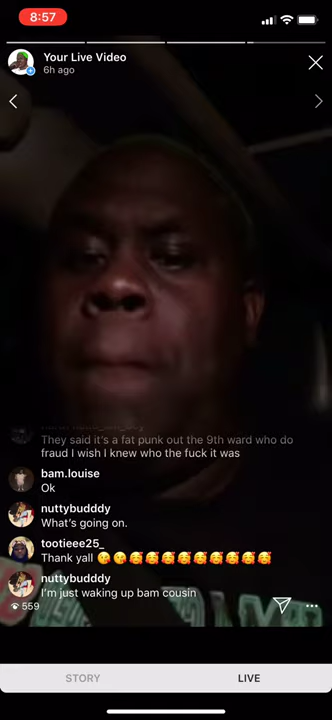 8:57
Your Live Video
6h ago
They said it's a fat punk out the 9th ward who do
fraud I wish I knew who the fuck it was
bam.louise
Ok
nuttybudddy
What's going on.
tootieee25_
Thank yall 😘😘🥰🥰🥰🥰🥰🥰🥰🥰🥰
nuttybudddy
I'm just waking up bam cousin
559
STORY
LIVE